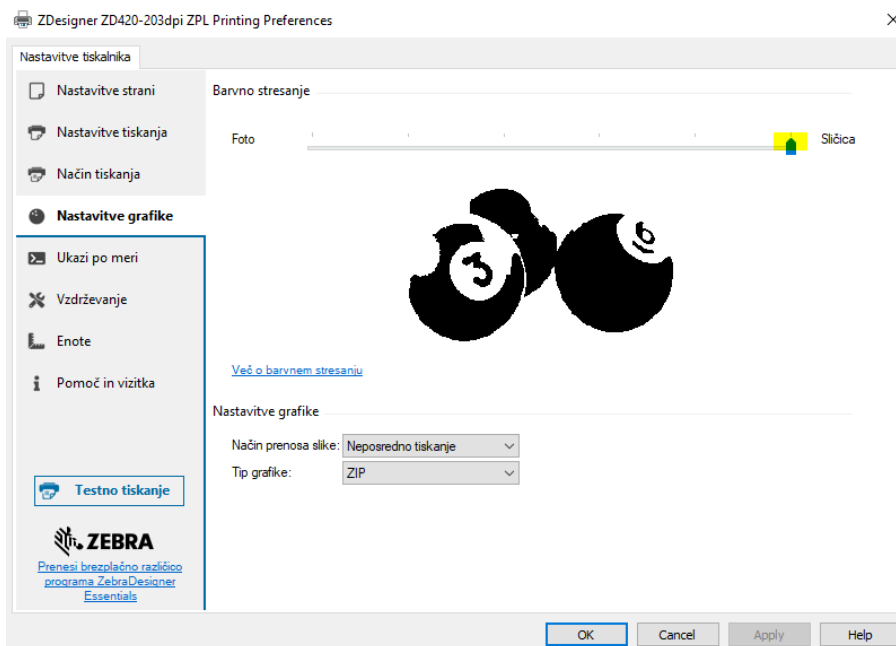 ZDesigner ZD420-203dpi ZPL Printing Preferences
Nastavitve tiskalnika
Nastavitve strani
Nastavitve tiskanja
Način tiskanja
Nastavitve grafike
Ukazi po meri
Vzdrževanje
Enote
Pomoč in vizitka
Testno tiskanje
ZEBRA
Prenesi brezplačno različico
programa ZebraDesigner
Essentials
Barvno stresanje
Foto
Sličica
3
16
Več o barvnem stresanju
Nastavitve grafike
Način prenosa slike: Neposredno tiskanje
Tip grafike: ZIP
OK Cancel Apply Help